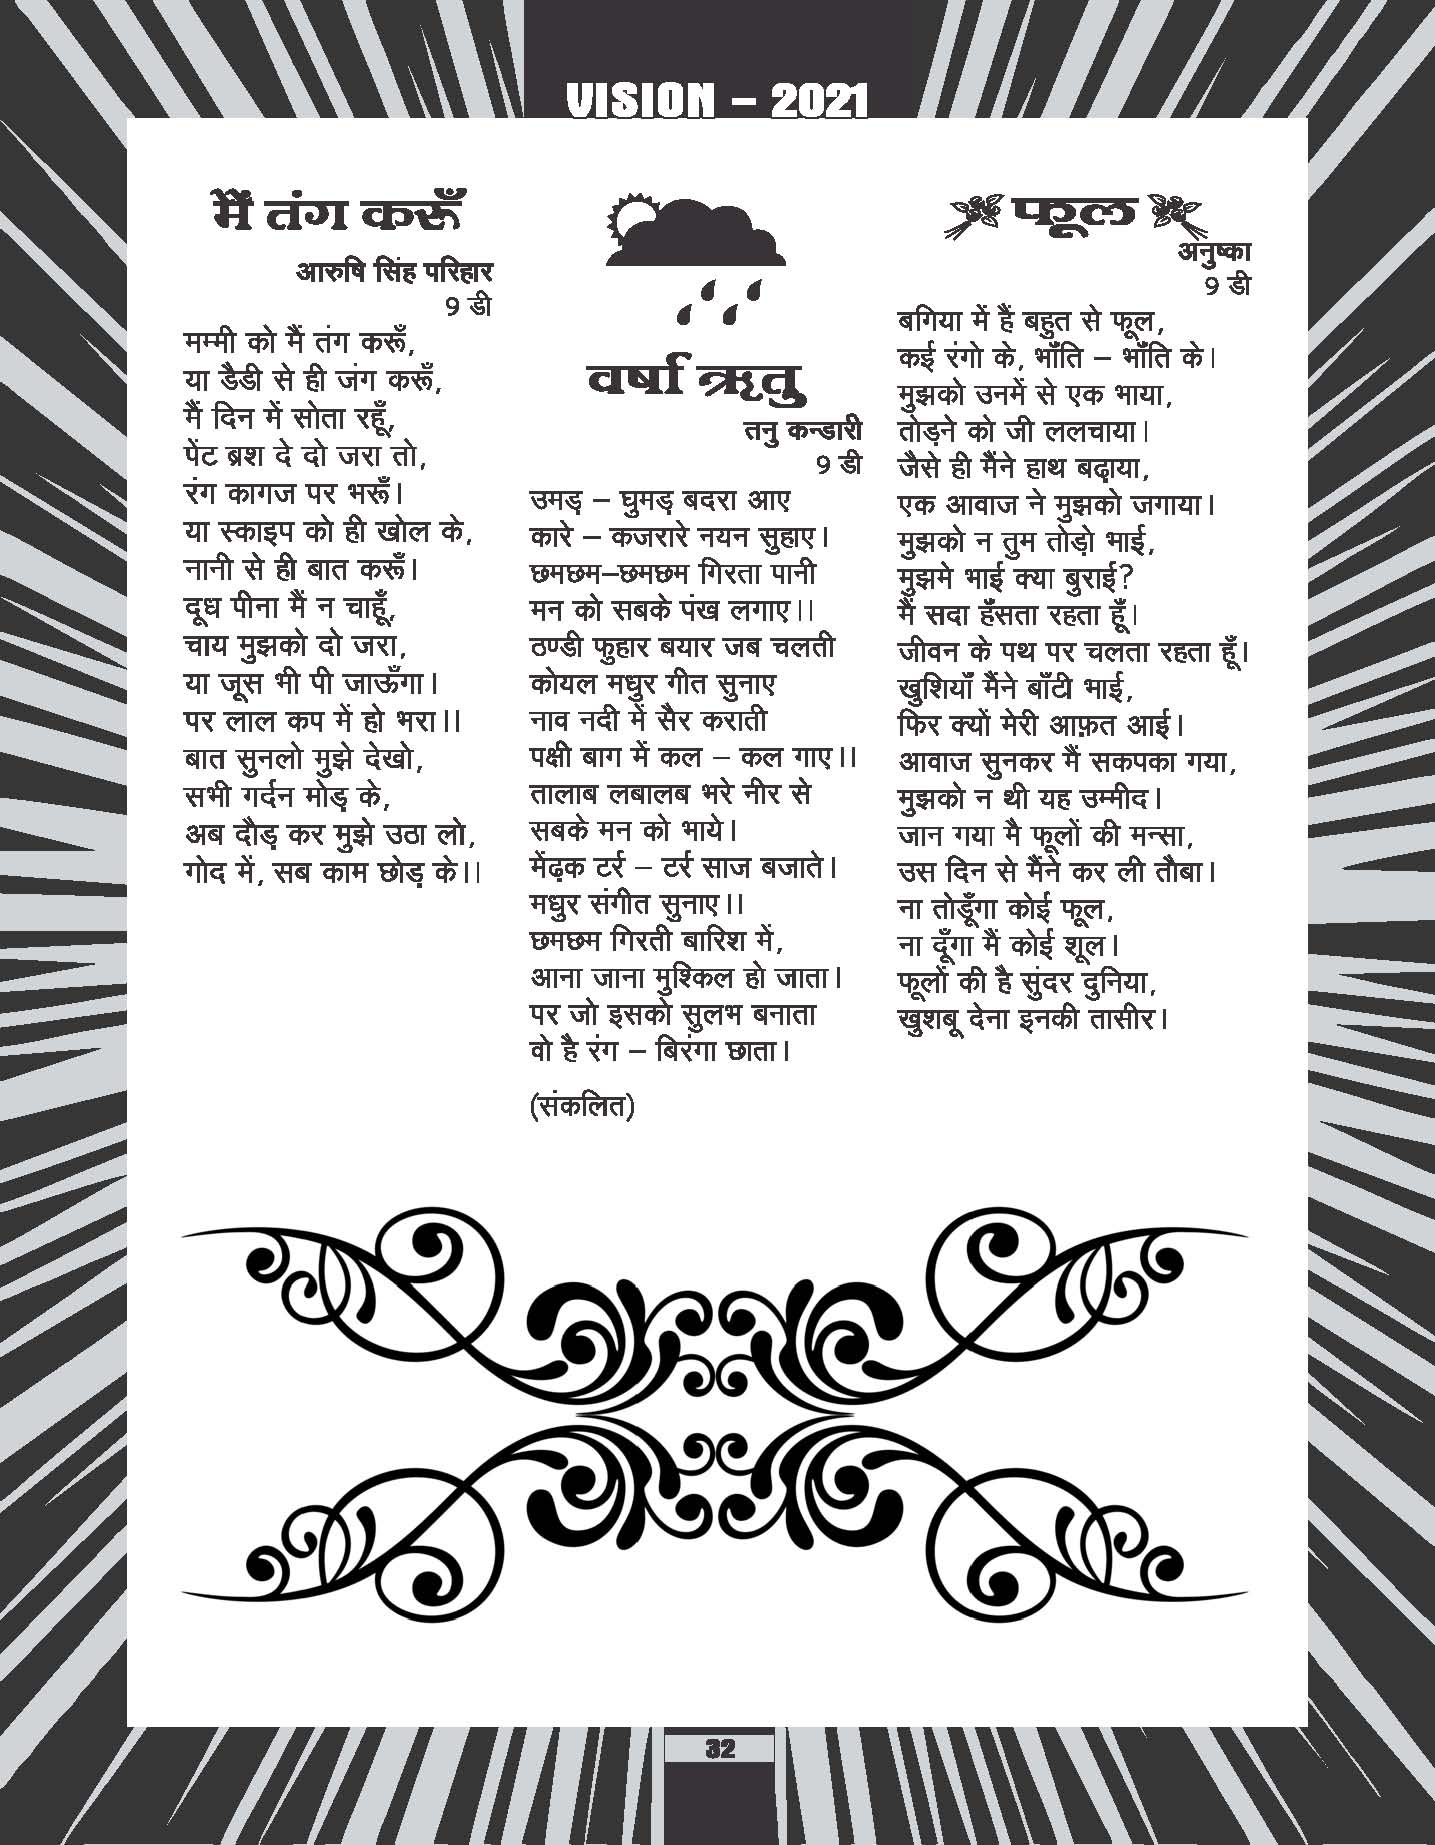 VISION – 2021
मैं तंग करूँ
आरुषि सिंह परिहार
9 डी
मम्मी को मैं तंग करूँ,
या डैडी से ही जंग करूँ,
मैं दिन में सोता रहूँ,
पेंट ब्रश दे दो जरा तो,
रंग कागज पर भरूँ।
या स्काइप को ही खोल के,
नानी से ही बात करूँ।
दूध पीना मैं न चाहूँ,
चाय मुझको दो जरा,
या जूस भी पी जाऊँगा।
पर लाल कप में हो भरा।।
बात सुनलो मुझे देखो,
सभी गर्दन मोड़ के,
अब दौड़ कर मुझे उठा लो,
गोद में, सब काम छोड़ के।।
वर्षा ऋतु
तनु कन्डारी
9 डी
उमड़ – घुमड़ बदरा आए
कारे – कजरारे नयन सुहाए।
छमछम–छमछम गिरता पानी
मन को सबके पंख लगाए।।
ठण्डी फुहार बयार जब चलती
कोयल मधुर गीत सुनाए
नाव नदी में सैर कराती
पक्षी बाग में कल – कल गाए।।
तालाब लबालब भरे नीर से
सबके मन को भाये।
मेंढ़क टर्र – टर्र साज बजाते।
मधुर संगीत सुनाए।।
छमछम गिरती बारिश में,
आना जाना मुश्किल हो जाता।
पर जो इसको सुलभ बनाता
वो है रंग – बिरंगा छाता।
(संकलित)
फूल
अनुष्का
9 डी
बगिया में हैं बहुत से फूल,
कई रंगो के, भाँति – भाँति के।
मुझको उनमें से एक भाया,
तोड़ने को जी ललचाया।
जैसे ही मैंने हाथ बढ़ाया,
एक आवाज ने मुझको जगाया।
मुझको न तुम तोड़ो भाई,
मुझमे भाई क्या बुराई?
मैं सदा हँसता रहता हूँ।
जीवन के पथ पर चलता रहता हूँ।
खुशियाँ मैंने बाँटी भाई,
फिर क्यों मेरी आफ़त आई।
आवाज सुनकर मैं सकपका गया,
मुझको न थी यह उम्मीद।
जान गया मै फूलों की मन्सा,
उस दिन से मैंने कर ली तौबा।
ना तोडूँगा कोई फूल,
ना दूँगा मैं कोई शूल।
फूलों की है सुंदर दुनिया,
खुशबू देना इनकी तासीर।
32